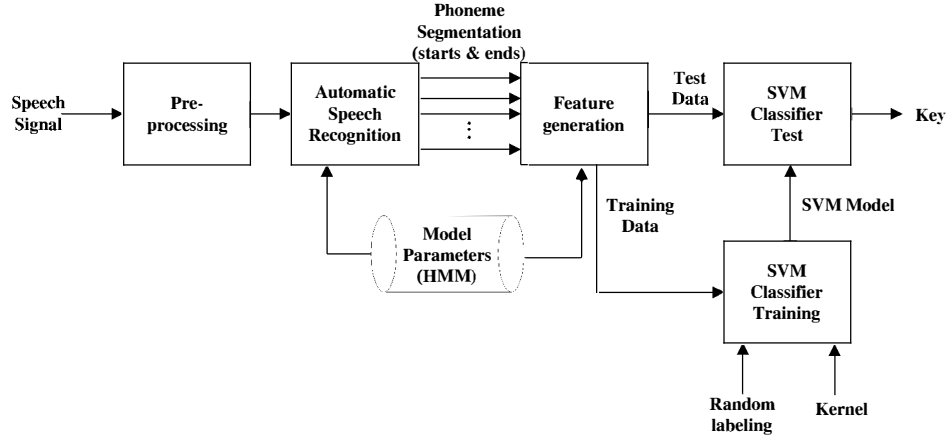 Phoneme
Segmentation
(starts & ends)
Speech
Signal
Pre-
processing
Automatic
Speech
Recognition
...
Feature
generation
Test
Data
SVM
Classifier
Test
Key
Model
Parameters
(HMM)
Training
Data
SVM Model
SVM
Classifier
Training
Random
labeling
Kernel